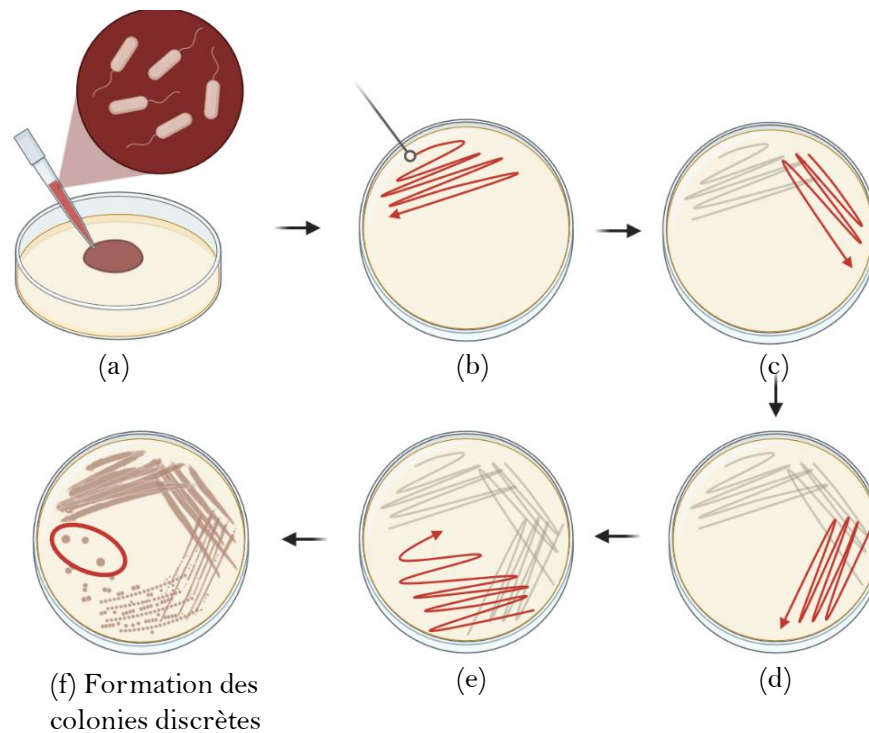 (a)
(b)
(c)
(d)
(e)
(f) Formation des
colonies discrètes